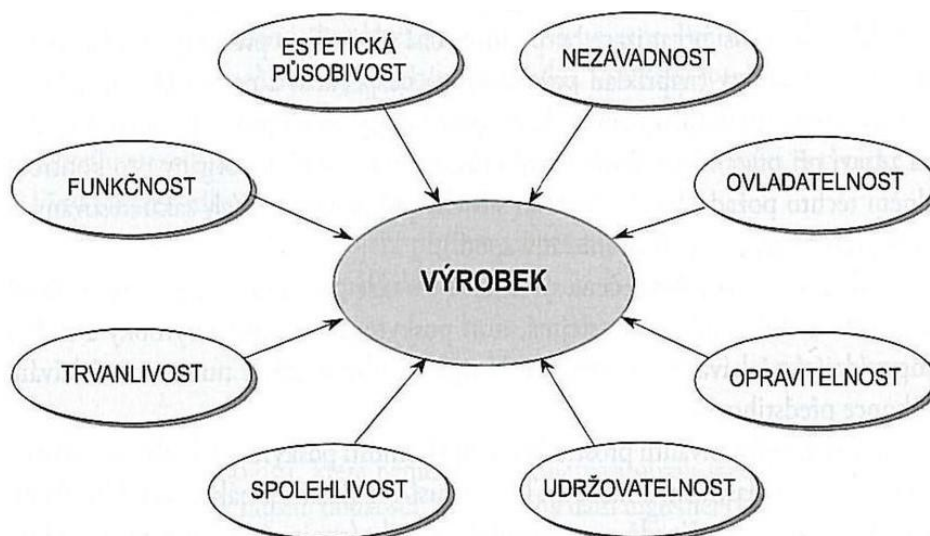 ESTETICKÁ
PŮSOBIVOST
NEZÁVADNOST
FUNKČNOST
OVLADATELNOST
VÝROBEK
TRVANLIVOST
OPRAVITELNOST
SPOLEHLIVOST
UDRŽOVATELNOST